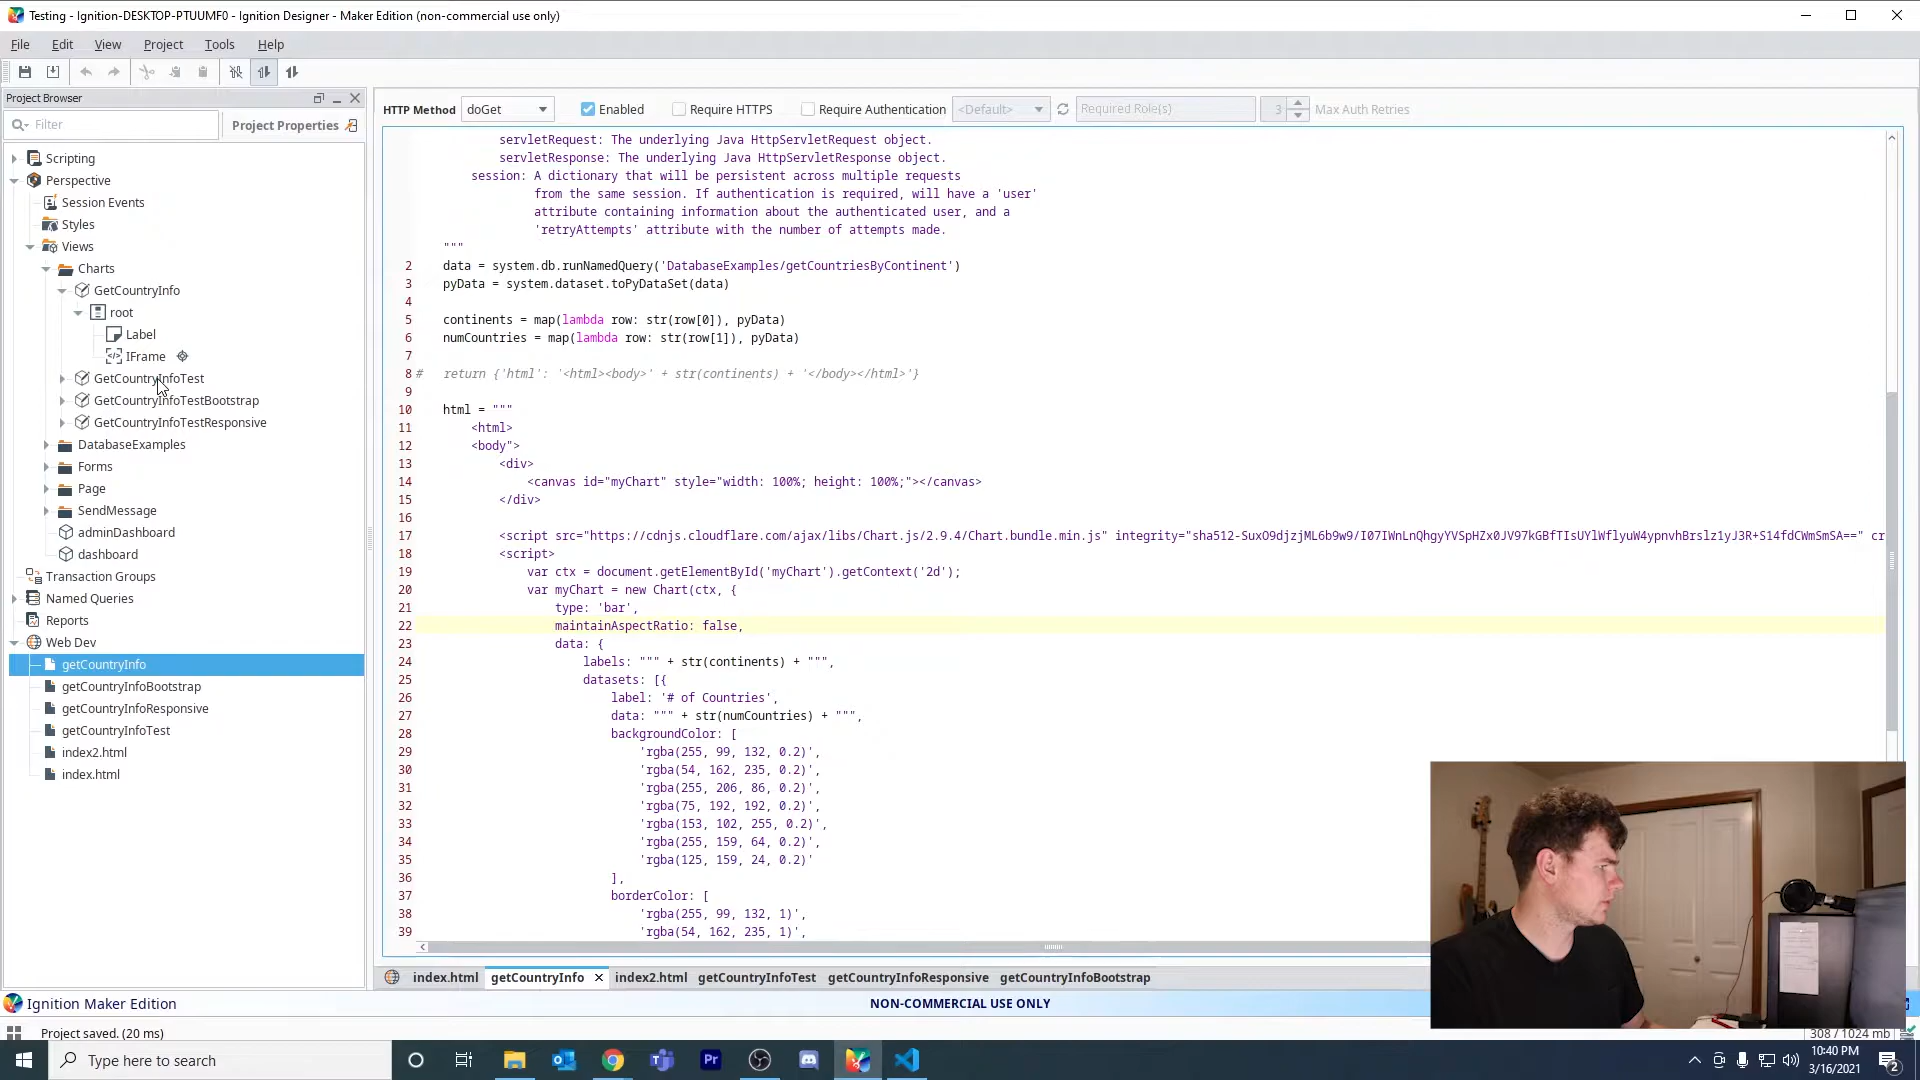 Testing - Ignition-DESKTOP-PTUUMF0 - Ignition Designer - Maker Edition (non-commercial use only)
File Edit View Project Tools Help
Project Browser
Filter
Project Properties
Scripting
Perspective
Session Events
Styles
Views
Charts
GetCountryInfo
root
Label
IFrame
GetCountryInfoTest
GetCountryInfoTestBootstrap
GetCountryInfoTestResponsive
DatabaseExamples
Forms
Page
SendMessage
adminDashboard
dashboard
Transaction Groups
Named Queries
Reports
Web Dev
getCountryInfo
getCountryInfoBootstrap
getCountryInfoResponsive
getCountryInfoTest
index2.html
index.html
HTTP Method doGet Enabled Require HTTPS Require Authentication <Default> Required Role(s) 3 Max Auth Retries
servletRequest: The underlying Java HttpServletRequest object.
servletResponse: The underlying Java HttpServletResponse object.
session: A dictionary that will be persistent across multiple requests
from the same session. If authentication is required, will have a 'user'
attribute containing information about the authenticated user, and a
'retryAttempts' attribute with the number of attempts made.
"""
2 data = system.db.runNamedQuery('DatabaseExamples/getCountriesByContinent')
3 pyData = system.dataset.toPyDataSet(data)
4
5 continents = map(lambda row: str(row[0]), pyData)
6 numCountries = map(lambda row: str(row[1]), pyData)
7
8 # return {'html': '<html><body>' + str(continents) + '</body></html>'}
9
10 html = """
11 <html>
12 <body">
13 <div>
14 <canvas id="myChart" style="width: 100%; height: 100%;"></canvas>
15 </div>
16
17 <script src="https://cdnjs.cloudflare.com/ajax/libs/Chart.js/2.9.4/Chart.bundle.min.js" integrity="sha512-SuxO9djzjML6b9w9/I07IWnLnQhgyYVSpHZx0JV97kGBfTIsUYlWflyuW4ypnvhBrslz1yJ3R+S14fdCWmSmSA==" cr
18 <script>
19 var ctx = document.getElementById('myChart').getContext('2d');
20 var myChart = new Chart(ctx, {
21 type: 'bar',
22 maintainAspectRatio: false,
23 data: {
24 labels: """ + str(continents) + """,
25 datasets: [{
26 label: '# of Countries',
27 data: """ + str(numCountries) + """,
28 backgroundColor: [
29 'rgba(255, 99, 132, 0.2)',
30 'rgba(54, 162, 235, 0.2)',
31 'rgba(255, 206, 86, 0.2)',
32 'rgba(75, 192, 192, 0.2)',
33 'rgba(153, 102, 255, 0.2)',
34 'rgba(255, 159, 64, 0.2)',
35 'rgba(125, 159, 24, 0.2)'
36 ],
37 borderColor: [
38 'rgba(255, 99, 132, 1)',
39 'rgba(54, 162, 235, 1)',
index.html getCountryInfo index2.html getCountryInfoTest getCountryInfoResponsive getCountryInfoBootstrap
Ignition Maker Edition
NON-COMMERCIAL USE ONLY
Project saved. (20 ms)
308 / 1024 mb
Type here to search
Pr
10:40 PM
3/16/2021
2